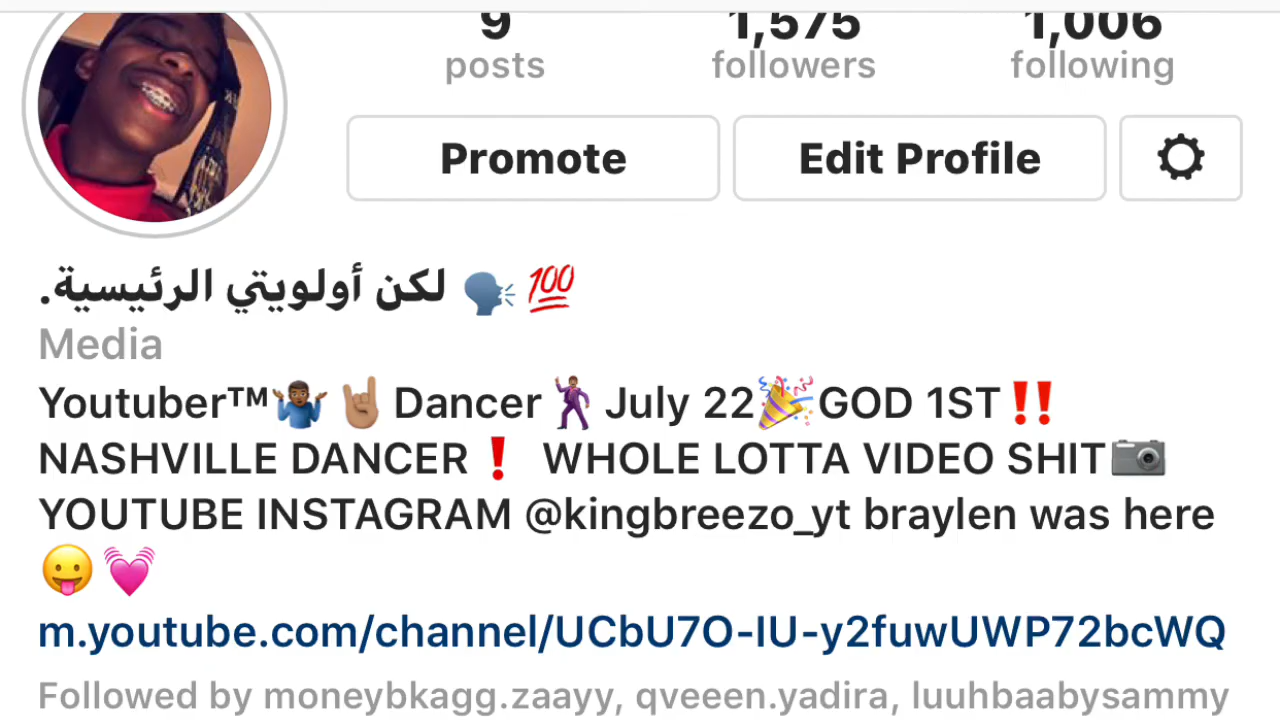 9 1,575 1,006
posts followers following
Promote Edit Profile
لكن أولويتي الرئيسية. 🗣💯
Media
Youtuber™🤷🏾‍♂️🤘🏽Dancer🕺🏾July 22🎉GOD 1ST‼️
NASHVILLE DANCER❗ WHOLE LOTTA VIDEO SHIT📷
YOUTUBE INSTAGRAM @kingbreezo_yt braylen was here
😛💓
m.youtube.com/channel/UCbU7O-IU-y2fuwUWP72bcWQ
Followed by moneybkagg.zaayy, qveeen.yadira, luuhbaabysammy